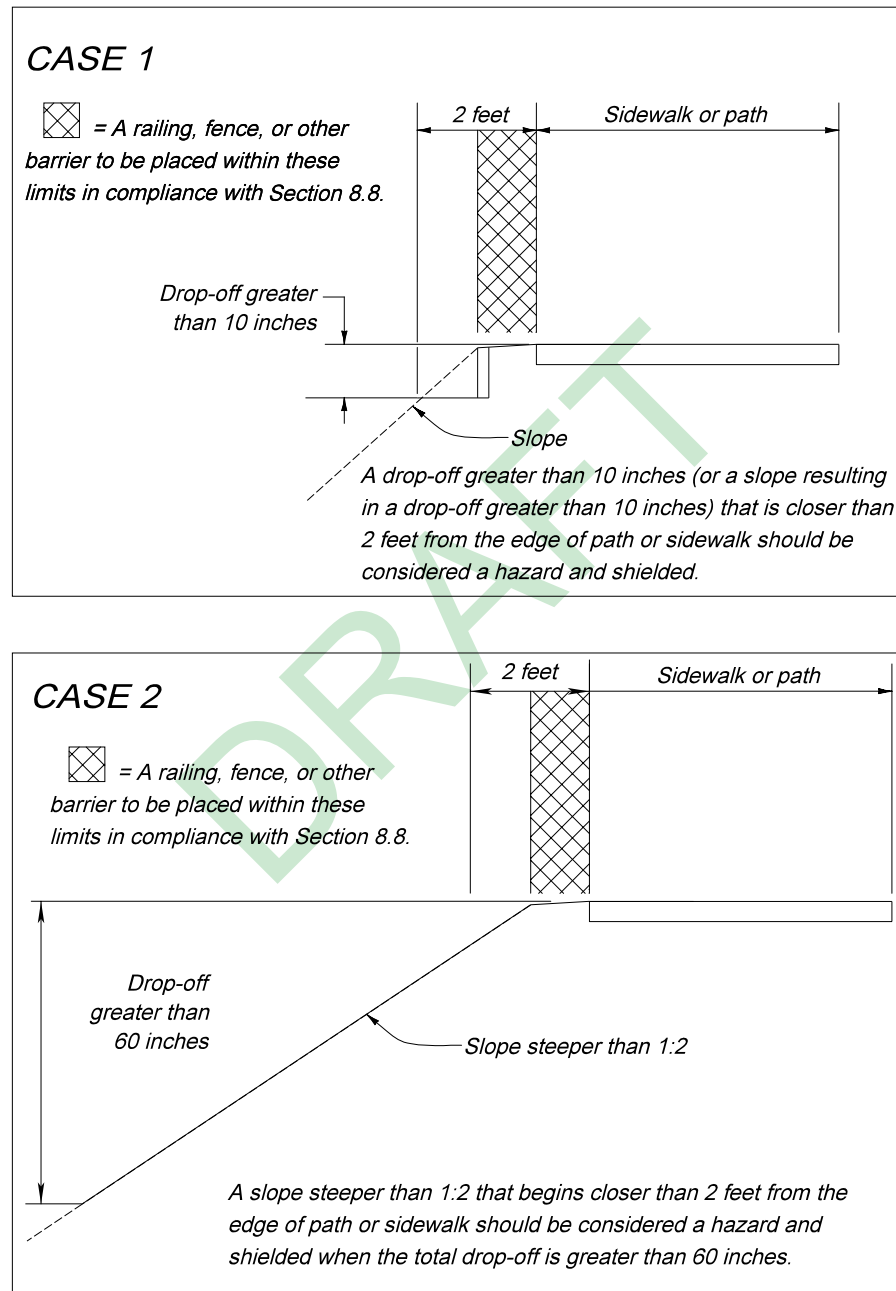 CASE 1
= A railing, fence, or other
barrier to be placed within these
limits in compliance with Section 8.8.
2 feet
Sidewalk or path
Drop-off greater
than 10 inches
Slope
A drop-off greater than 10 inches (or a slope resulting
in a drop-off greater than 10 inches) that is closer than
2 feet from the edge of path or sidewalk should be
considered a hazard and shielded.
DRAFT
CASE 2
2 feet
Sidewalk or path
= A railing, fence, or other
barrier to be placed within these
limits in compliance with Section 8.8.
Drop-off
greater than
60 inches
Slope steeper than 1:2
A slope steeper than 1:2 that begins closer than 2 feet from the
edge of path or sidewalk should be considered a hazard and
shielded when the total drop-off is greater than 60 inches.